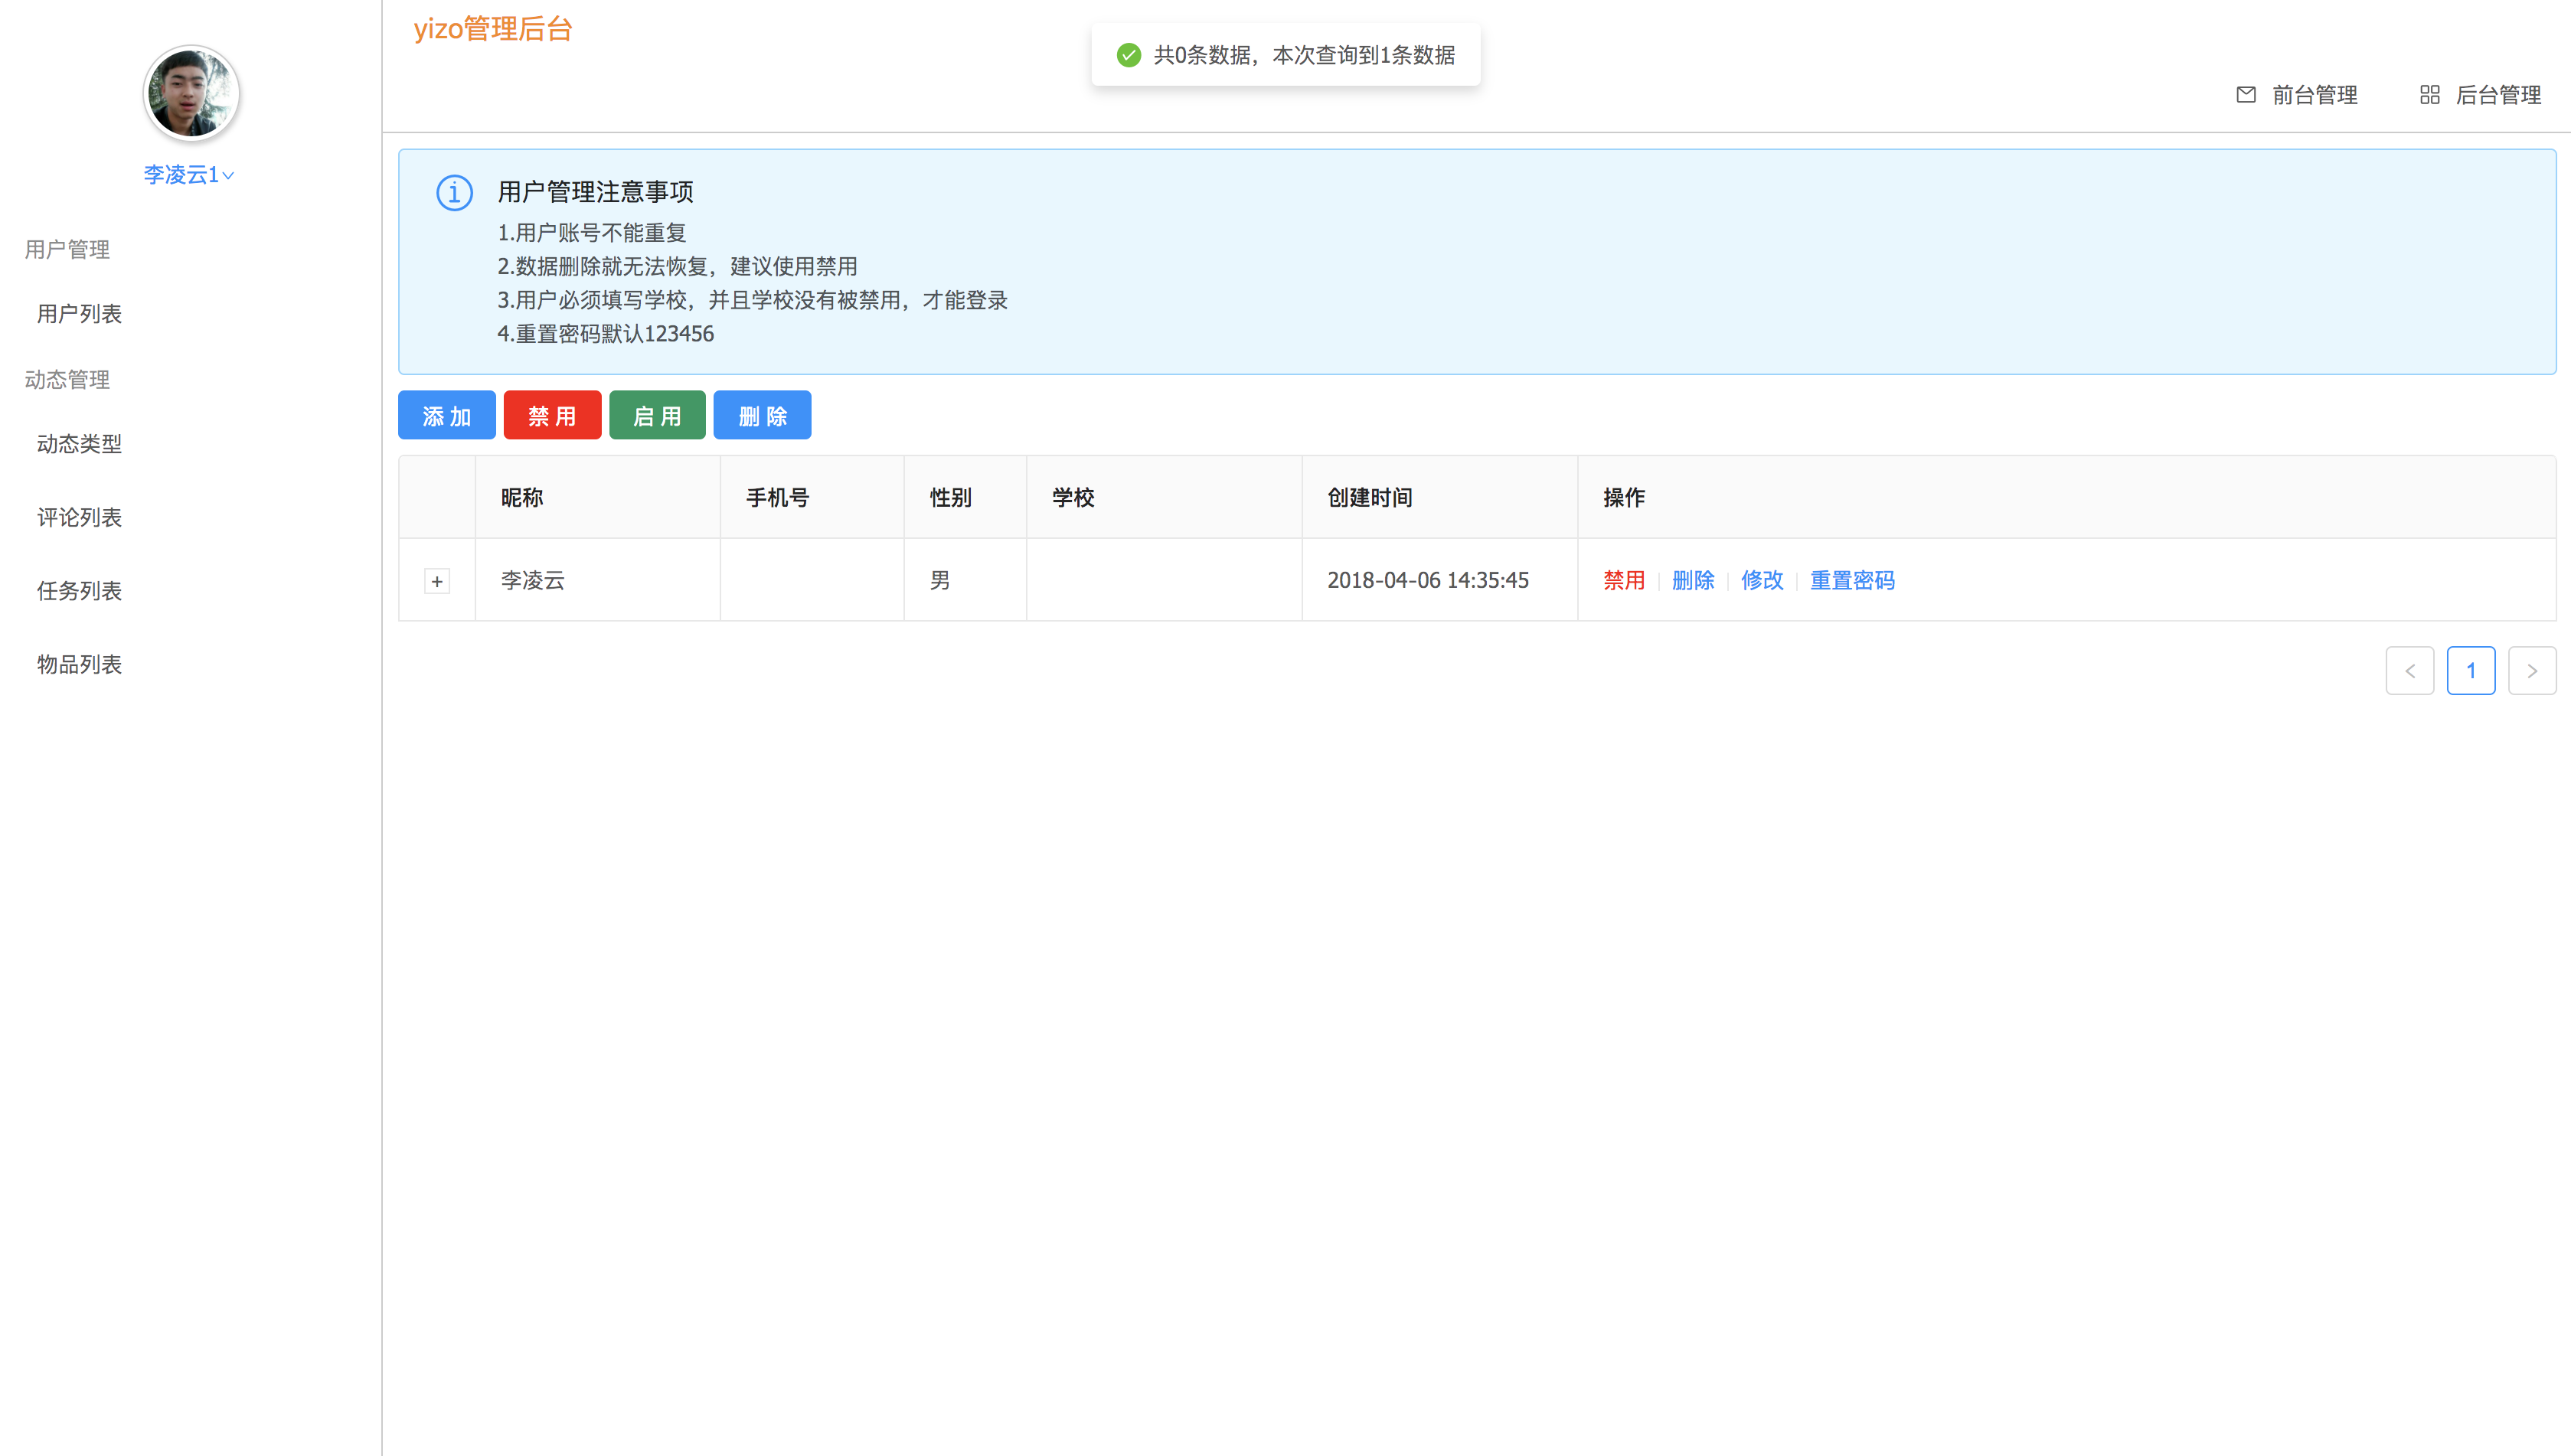 李凌云1
用户管理
用户列表
动态管理
动态类型
评论列表
任务列表
物品列表
yizo管理后台
共0条数据，本次查询到1条数据
前台管理 后台管理
用户管理注意事项
1.用户账号不能重复
2.数据删除就无法恢复，建议使用禁用
3.用户必须填写学校，并且学校没有被禁用，才能登录
4.重置密码默认123456
添 加 禁 用 启 用 删 除
昵称 手机号 性别 学校 创建时间 操作
李凌云 男 2018-04-06 14:35:45 禁用 删除 修改 重置密码
1